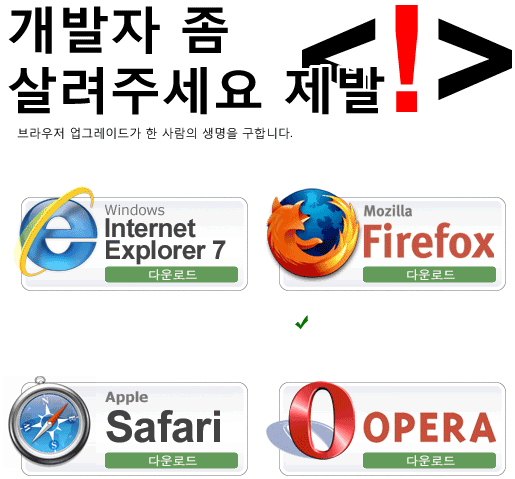 개발자 좀
살려주세요 제발
<!>
브라우저 업그레이드가 한 사람의 생명을 구합니다.
Windows
Internet
Explorer 7
다운로드
Mozilla
Firefox
다운로드
Apple
Safari
다운로드
OPERA
다운로드